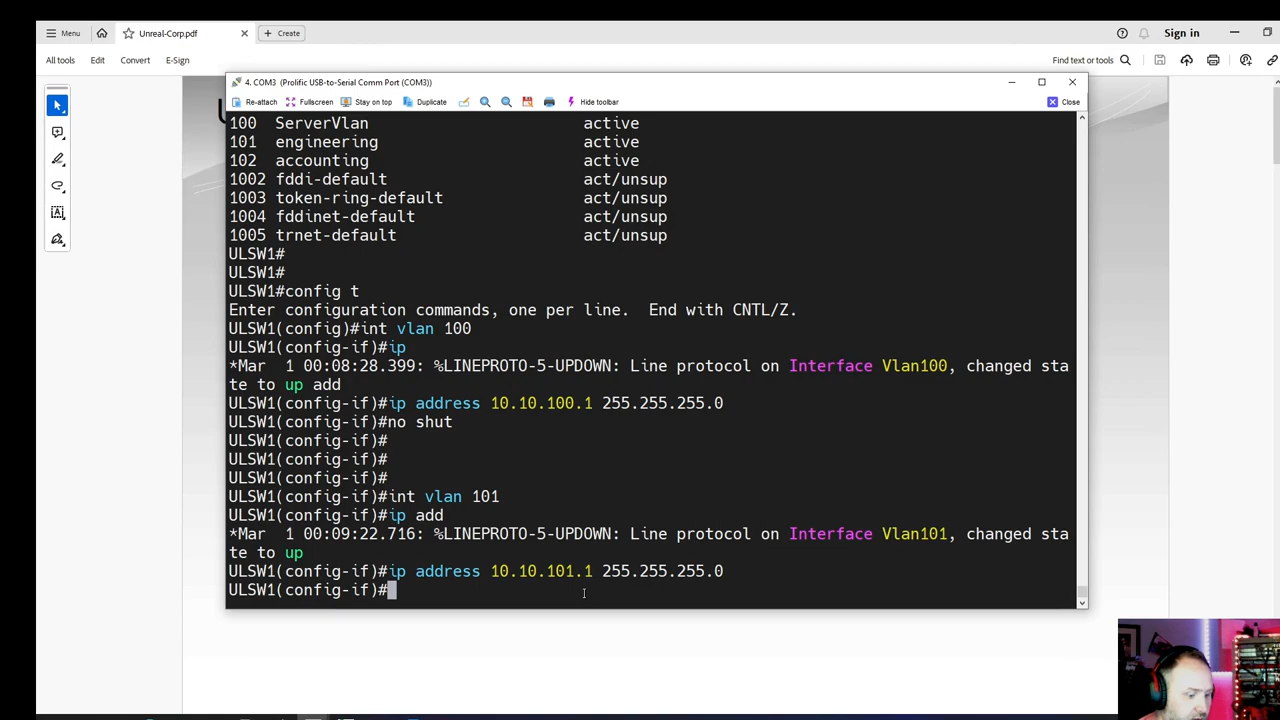 Menu
Unreal-Corp.pdf
Create
Sign in
All tools
Edit
Convert
E-Sign
Find text or tools
4. COM3 (Prolific USB-to-Serial Comm Port (COM3))
Re-attach
Fullscreen
Stay on top
Duplicate
Hide toolbar
Close
100 ServerVlan active
101 engineering active
102 accounting active
1002 fddi-default act/unsup
1003 token-ring-default act/unsup
1004 fddinet-default act/unsup
1005 trnet-default act/unsup
ULSW1#
ULSW1#
ULSW1#config t
Enter configuration commands, one per line. End with CNTL/Z.
ULSW1(config)#int vlan 100
ULSW1(config-if)#ip
*Mar 1 00:08:28.399: %LINEPROTO-5-UPDOWN: Line protocol on Interface Vlan100, changed sta
te to up add
ULSW1(config-if)#ip address 10.10.100.1 255.255.255.0
ULSW1(config-if)#no shut
ULSW1(config-if)#
ULSW1(config-if)#
ULSW1(config-if)#
ULSW1(config-if)#int vlan 101
ULSW1(config-if)#ip add
*Mar 1 00:09:22.716: %LINEPROTO-5-UPDOWN: Line protocol on Interface Vlan101, changed sta
te to up
ULSW1(config-if)#ip address 10.10.101.1 255.255.255.0
ULSW1(config-if)#